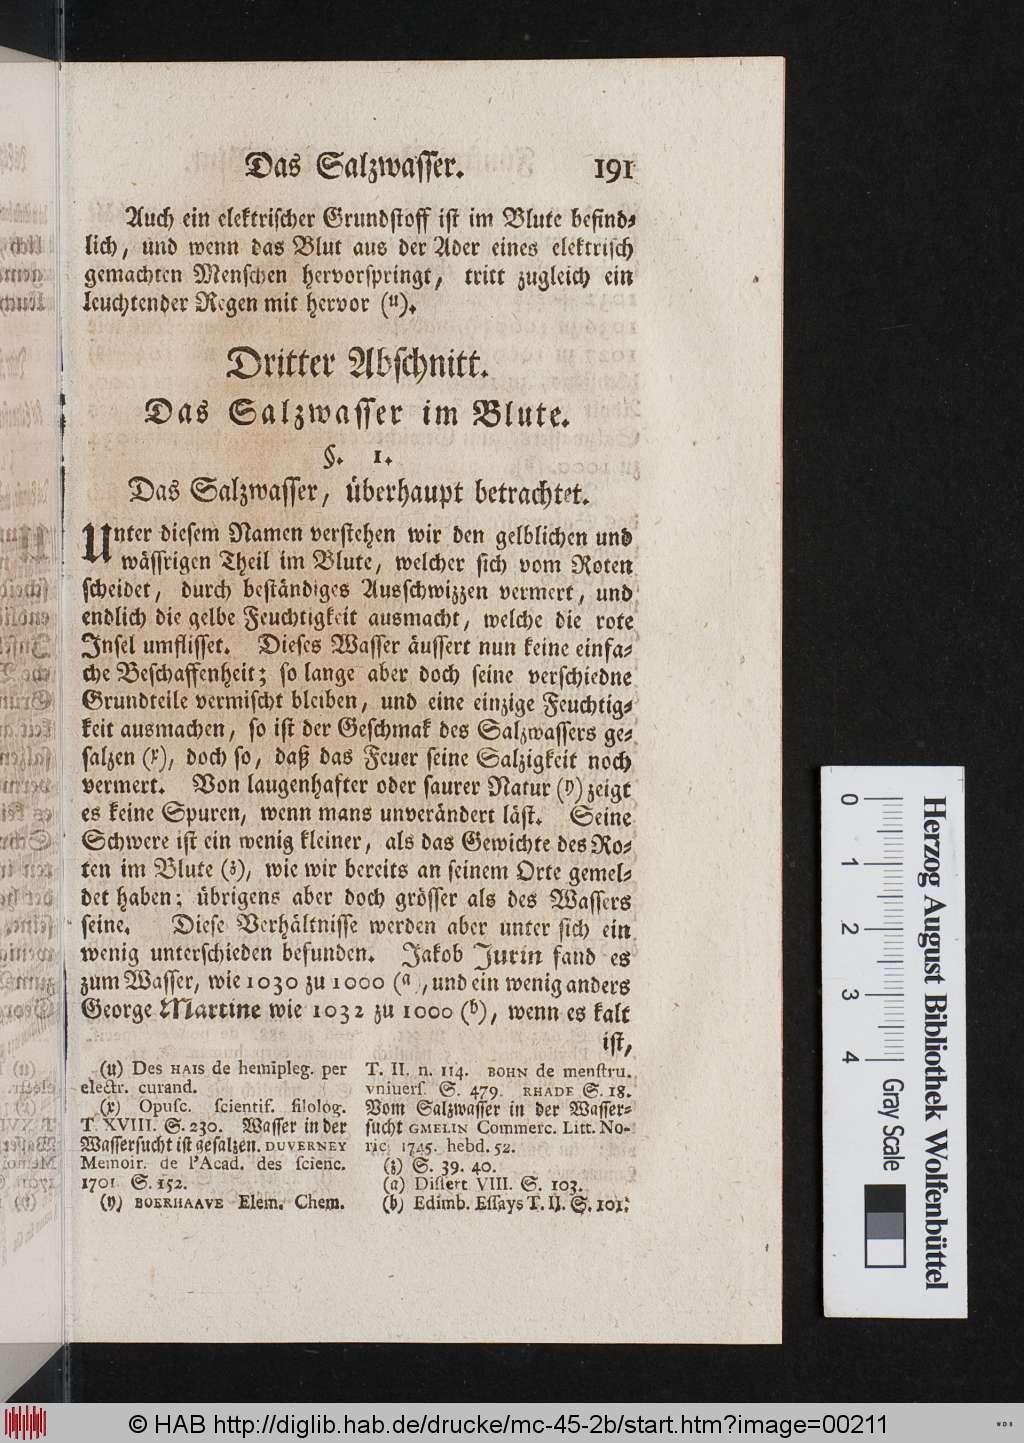 Das Salzwasser. 191
Auch ein elektrischer Grundstoff ist im Blute befind-
lich, und wenn das Blut aus der Ader eines elektrisch
gemachten Menschen hervorspringt, tritt zugleich ein
leuchtender Regen mit hervor (u).
Dritter Abschnitt.
Das Salzwasser im Blute.
§. 1.
Das Salzwasser, überhaupt betrachtet.
Unter diesem Namen verstehen wir den gelblichen und
wässrigen Theil im Blute, welcher sich vom Roten
scheidet, durch beständiges Ausschwizzen vermert, und
endlich die gelbe Feuchtigkeit ausmacht, welche die rote
Insel umflisset. Dieses Wasser äussert nun keine einfa-
che Beschaffenheit; so lange aber doch seine verschiedne
Grundteile vermischt bleiben, und eine einzige Feuchtig-
keit ausmachen, so ist der Geschmak des Salzwassers ge-
salzen (x), doch so, daß das Feuer seine Salzigkeit noch
vermert. Von laugenhafter oder saurer Natur (y) zeigt
es keine Spuren, wenn mans unverändert läst. Seine
Schwere ist ein wenig kleiner, als das Gewichte des Ro-
ten im Blute (z), wie wir bereits an seinem Orte gemel-
det haben; übrigens aber doch grösser als des Wassers
seine. Diese Verhältnisse werden aber unter sich ein
wenig unterschieden befunden. Jakob Jurin fand es
zum Wasser, wie 1030 zu 1000 (a), und ein wenig anders
George Martine wie 1032 zu 1000 (b), wenn es kalt
ist,
(u) Des HAIS de hemipleg. per
electr. curand.
(x) Opusc. scientif. filolog.
T. XVIII. S. 230. Wasser in der
Wassersucht ist gesalzen. DUVERNEY
Memoir. de l'Acad. des scienc.
1701 S. 152.
(y) BOERHAAVE Elem. Chem.
T. II. n. 114. BOHN de menstru.
vniuers S. 479. RHADE S. 18.
Vom Salzwasser in der Wasser-
sucht GMELIN Commerc. Litt. No-
ric. 1745. hebd. 52.
(z) S. 39. 40.
(a) Dissert VIII. S. 103.
(b) Edimb. Essays T. II. S. 101.
0 1 2 3 4
Herzog August Bibliothek Wolfenbüttel
Gray Scale
© HAB http://diglib.hab.de/drucke/mc-45-2b/start.htm?image=00211